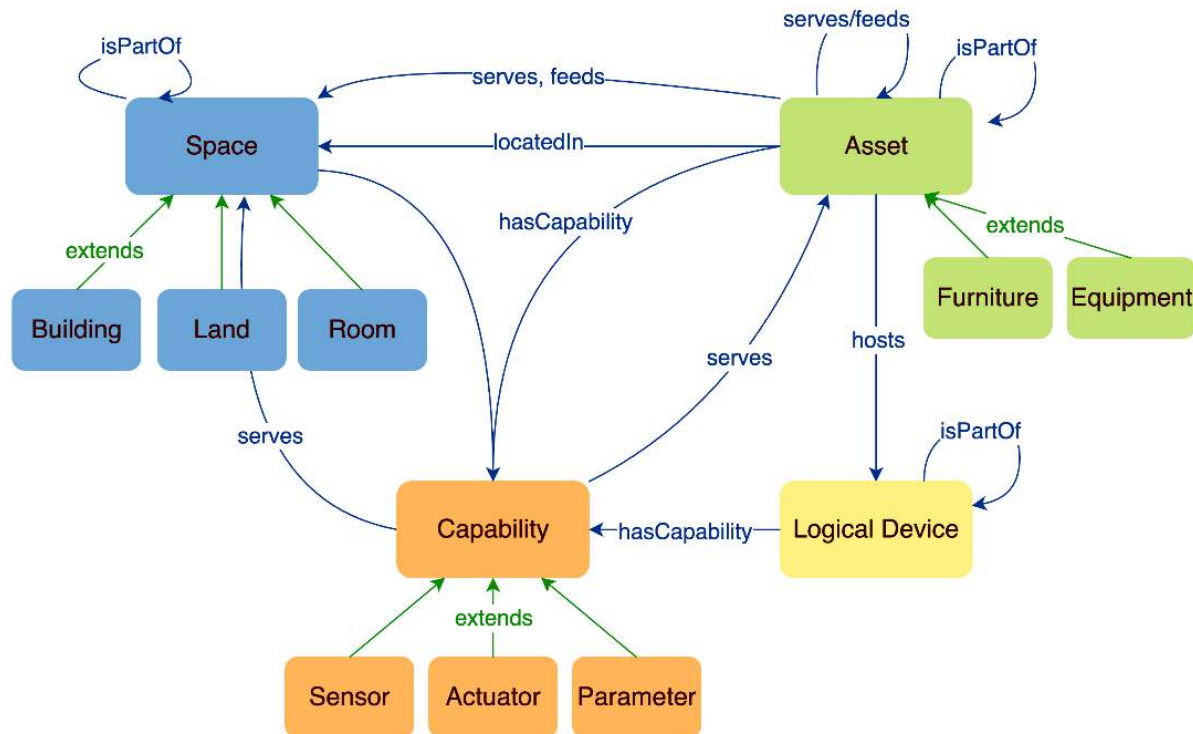 serves/feeds
isPartOf
isPartOf
serves, feeds
Space
locatedIn
Asset
hasCapability
extends
extends
Building
Land
Room
Furniture
Equipment
hosts
serves
serves
isPartOf
Capability
hasCapability
Logical Device
extends
Sensor
Actuator
Parameter